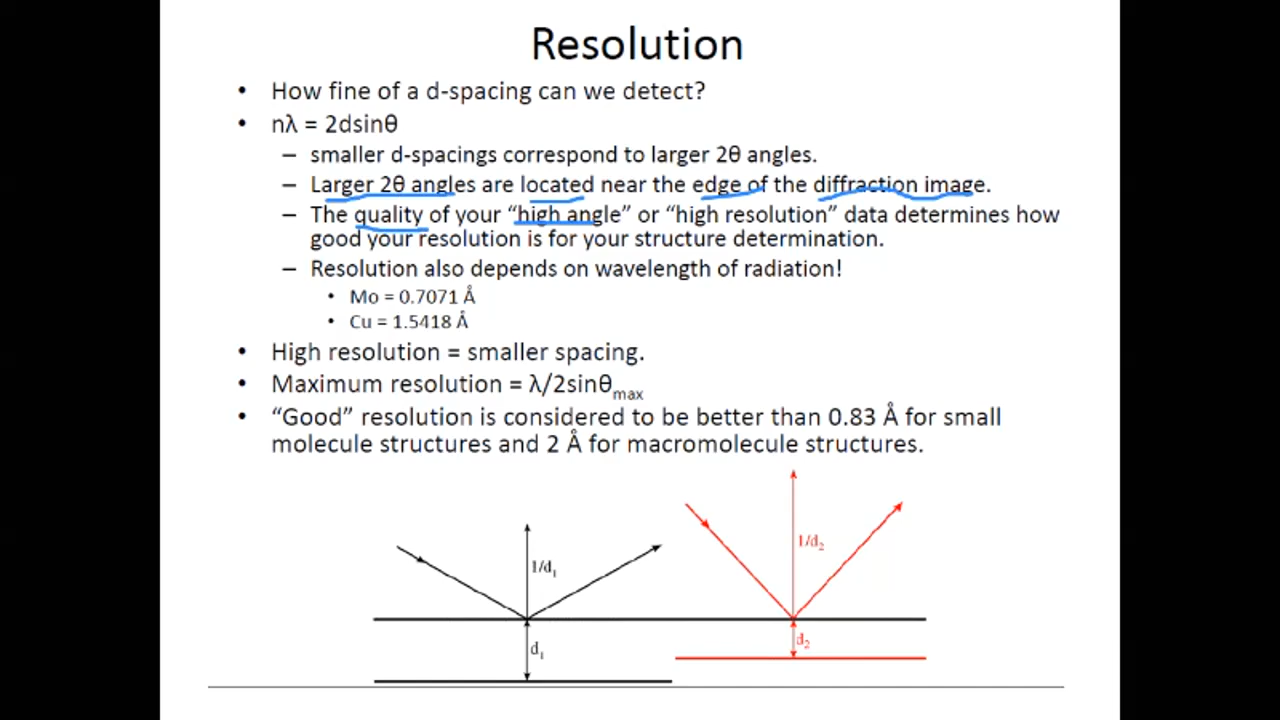 Resolution
• How fine of a d-spacing can we detect?
• nλ = 2dsinθ
– smaller d-spacings correspond to larger 2θ angles.
– Larger 2θ angles are located near the edge of the diffraction image.
– The quality of your “high angle” or “high resolution” data determines how
good your resolution is for your structure determination.
– Resolution also depends on wavelength of radiation!
• Mo = 0.7071 Å
• Cu = 1.5418 Å
• High resolution = smaller spacing.
• Maximum resolution = λ/2sinθmax
• “Good” resolution is considered to be better than 0.83 Å for small
molecule structures and 2 Å for macromolecule structures.
1/d2
1/d1
d2
d1